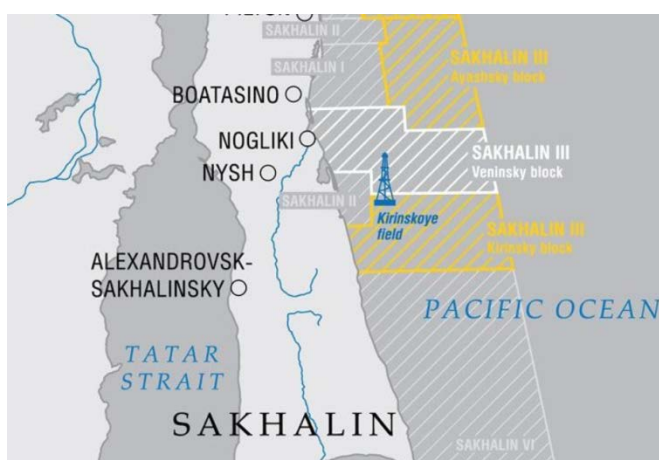 SAKHALIN II
SAKHALIN I
SAKHALIN III
Ayashsky block
BOATASINO
NOGLIKI
NYSH
SAKHALIN III
Veninsky block
SAKHALIN II
Kirinskoye
field
SAKHALIN III
Kirinsky block
ALEXANDROVSK-
SAKHALINSKY
PACIFIC OCEAN
TATAR
STRAIT
SAKHALIN
SAKHALIN VI